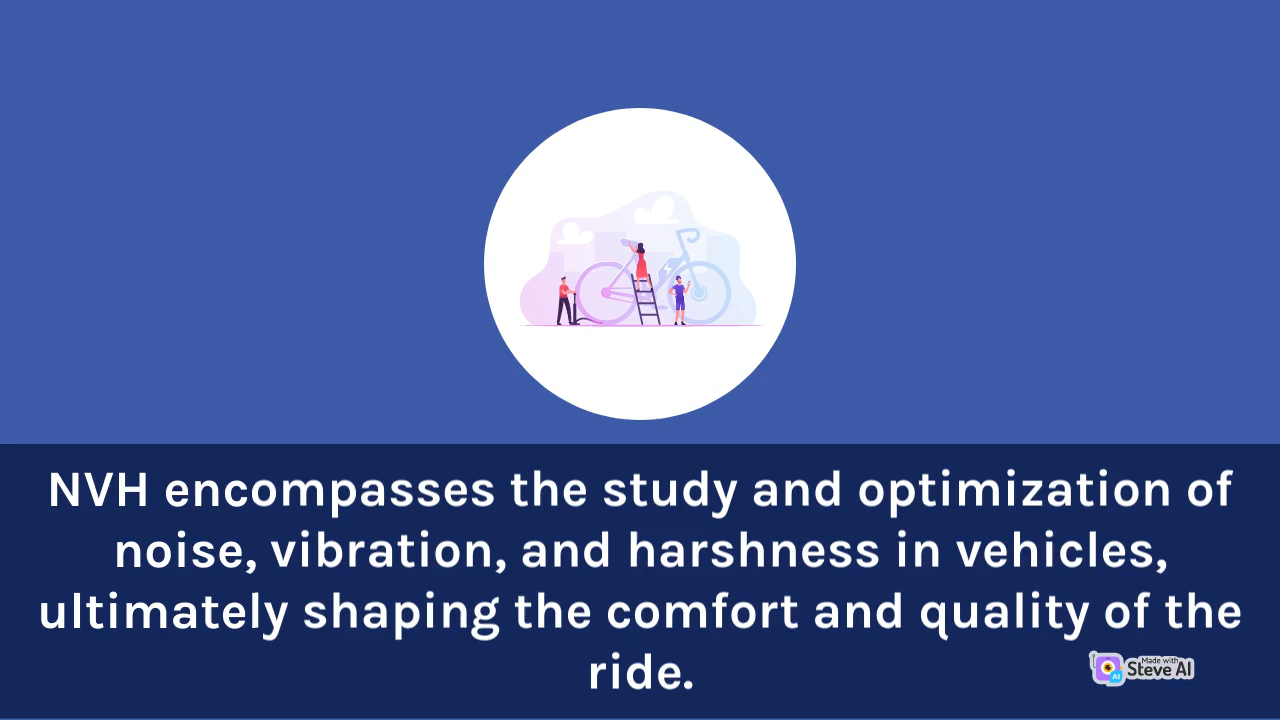 NVH encompasses the study and optimization of
noise, vibration, and harshness in vehicles,
ultimately shaping the comfort and quality of the
ride.
Made with
Steve AI
AI